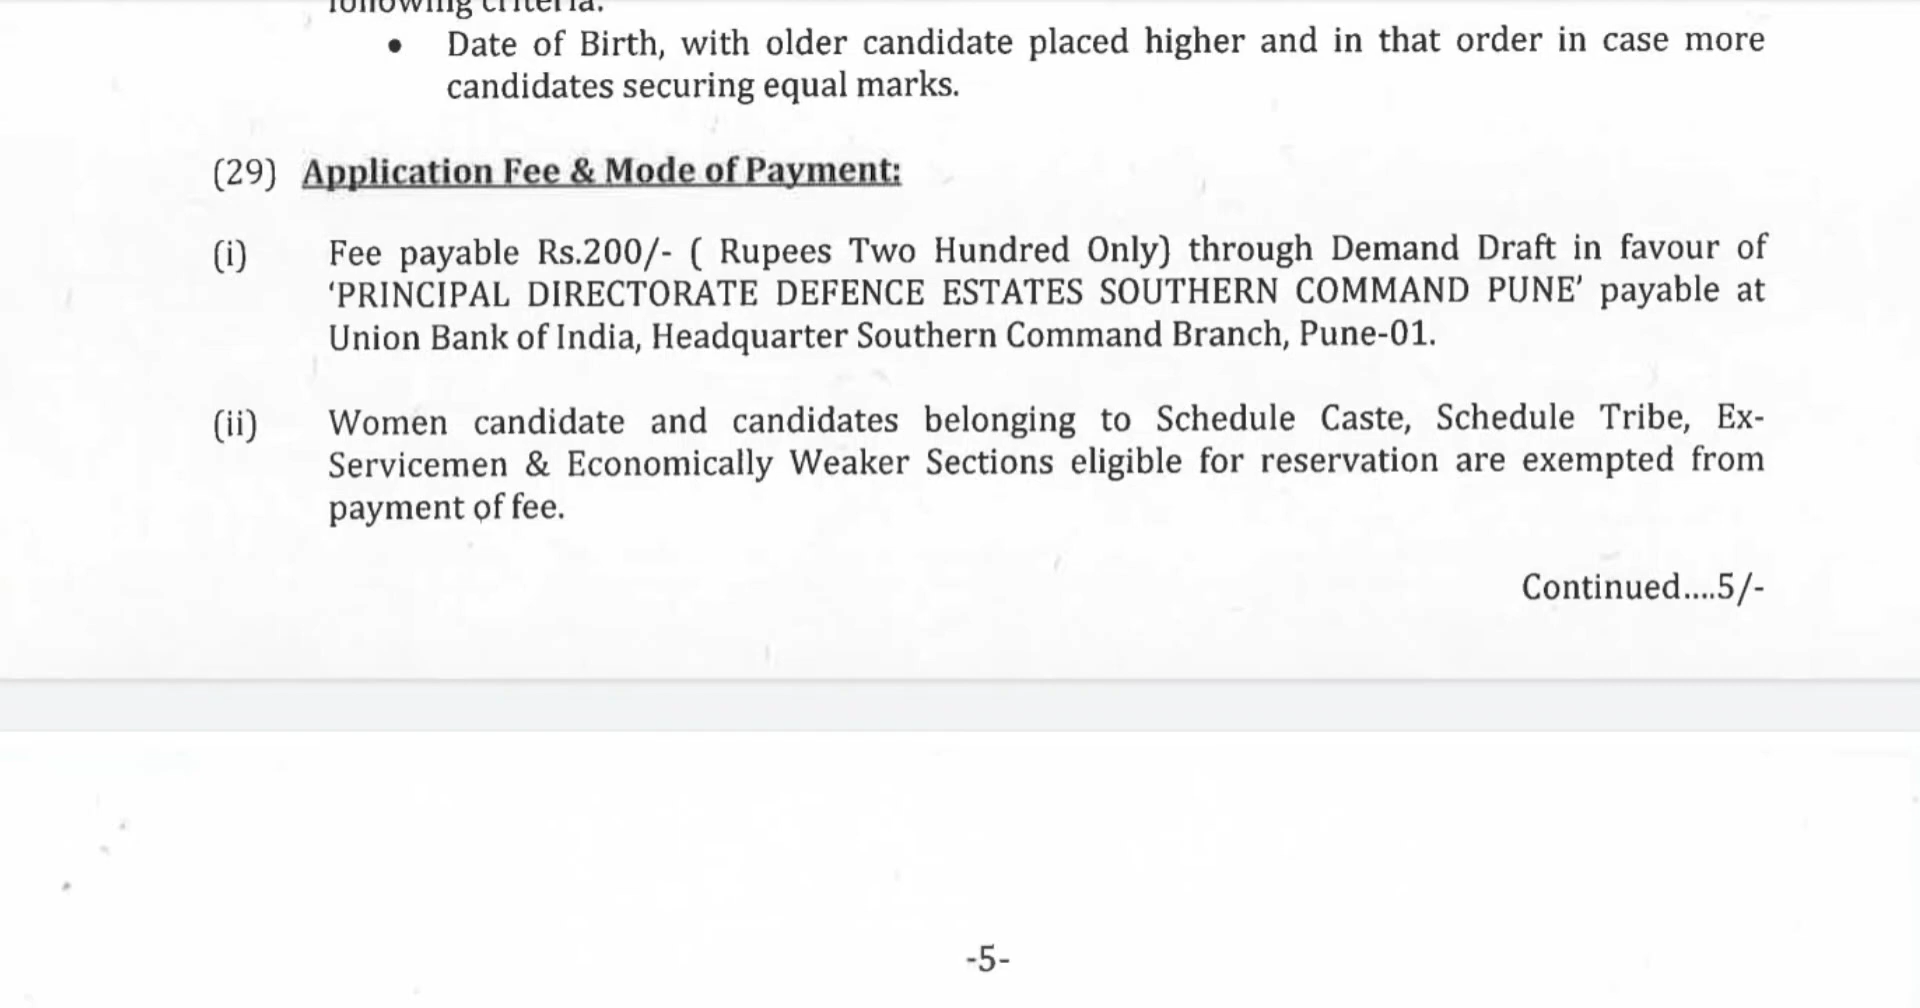 following criteria:
• Date of Birth, with older candidate placed higher and in that order in case more
candidates securing equal marks.
(29) Application Fee & Mode of Payment:
(i) Fee payable Rs.200/- ( Rupees Two Hundred Only) through Demand Draft in favour of
‘PRINCIPAL DIRECTORATE DEFENCE ESTATES SOUTHERN COMMAND PUNE’ payable at
Union Bank of India, Headquarter Southern Command Branch, Pune-01.
(ii) Women candidate and candidates belonging to Schedule Caste, Schedule Tribe, Ex-
Servicemen & Economically Weaker Sections eligible for reservation are exempted from
payment of fee.
Continued....5/-
-5-